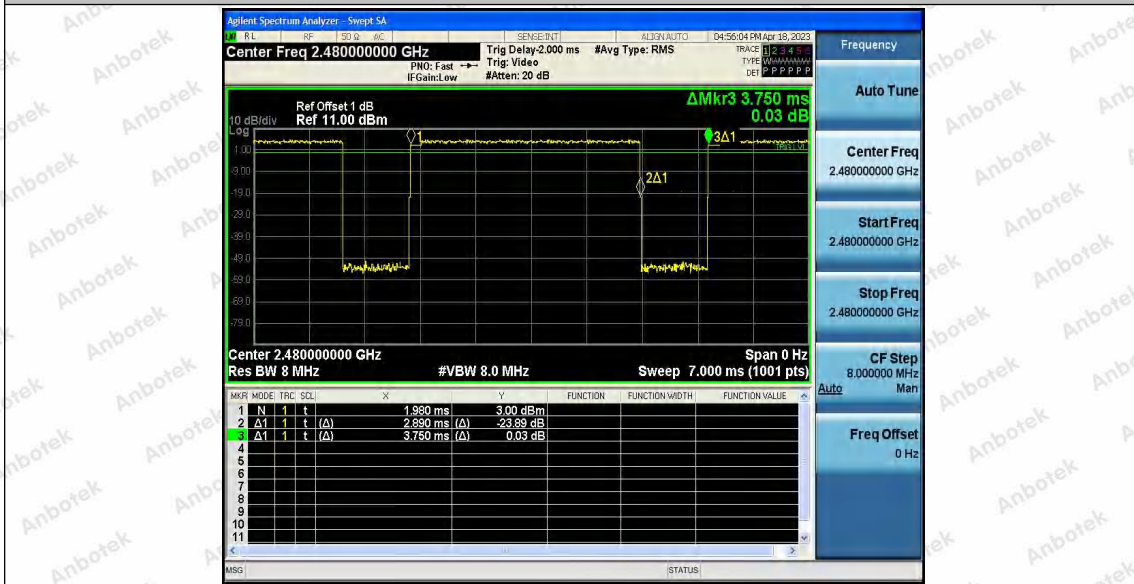 Agilent Spectrum Analyzer - Swept SA
RL RF 50 Ω AC SENSE:INT ALIGN AUTO 04:56:04 PM Apr 18, 2023
Center Freq 2.480000000 GHz
PNO: Fast
IFGain:Low
Trig Delay-2.000 ms
Trig: Video
#Atten: 20 dB
#Avg Type: RMS
TRACE 1 2 3 4 5 6
TYPE WWWWWW
DET P P P P P P
Frequency
ΔMkr3 3.750 ms
0.03 dB
Ref Offset 1 dB
10 dB/div Ref 11.00 dBm
Log
1.00
-9.00
-19.0
-29.0
-39.0
-49.0
-59.0
-69.0
-79.0
1
2Δ1
3Δ1
TRIG LVL
Center 2.480000000 GHz Span 0 Hz
Res BW 8 MHz #VBW 8.0 MHz Sweep 7.000 ms (1001 pts)
MKR MODE TRC SCL X Y FUNCTION FUNCTION WIDTH FUNCTION VALUE
1 N 1 t 1.980 ms 3.00 dBm
2 Δ1 1 t (Δ) 2.890 ms (Δ) -23.89 dB
3 Δ1 1 t (Δ) 3.750 ms (Δ) 0.03 dB
4
5
6
7
8
9
10
11
MSG STATUS
Auto Tune
Center Freq
2.480000000 GHz
Start Freq
2.480000000 GHz
Stop Freq
2.480000000 GHz
CF Step
8.000000 MHz
Auto Man
Freq Offset
0 Hz
Anbotek